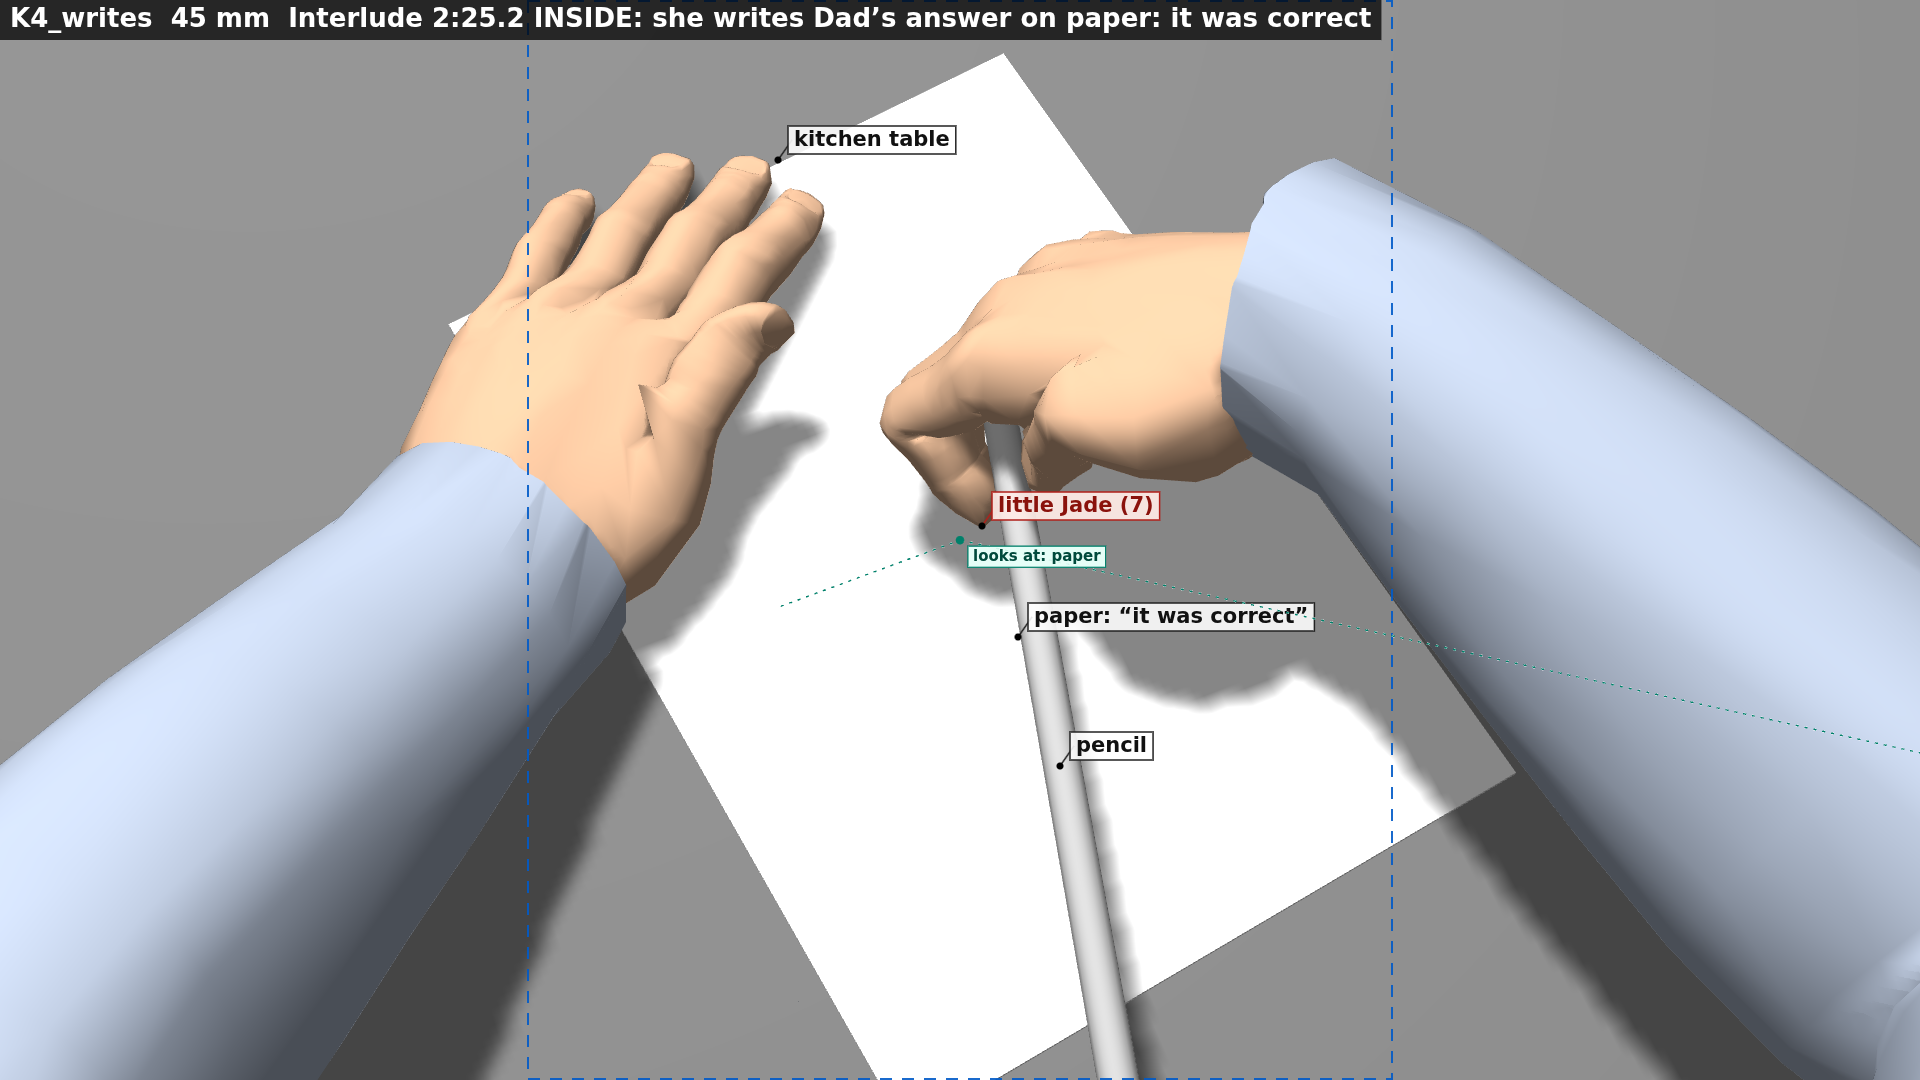 K4_writes  45 mm  Interlude 2:25.2 INSIDE: she writes Dad’s answer on paper: it was correct
kitchen table
little Jade (7)
looks at: paper
paper: “it was correct”
pencil